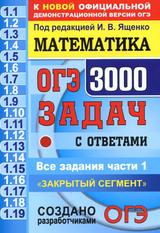 К НОВОЙ ОФИЦИАЛЬНОЙ
ДЕМОНСТРАЦИОННОЙ ВЕРСИИ ОГЭ
Под редакцией И. В. Ященко
МАТЕМАТИКА
ОГЭ 3000
ЗАДАЧ
С ОТВЕТАМИ
Все задания части 1
«ЗАКРЫТЫЙ СЕГМЕНТ»
СОЗДАНО
РАЗРАБОТЧИКАМИ
ОГЭ
1.1
1.2
1.3
1.4
1.5
1.6
1.7
1.8
1.9
1.10
1.11
1.12
1.13
1.14
1.15
1.16
1.17
1.18
1.19